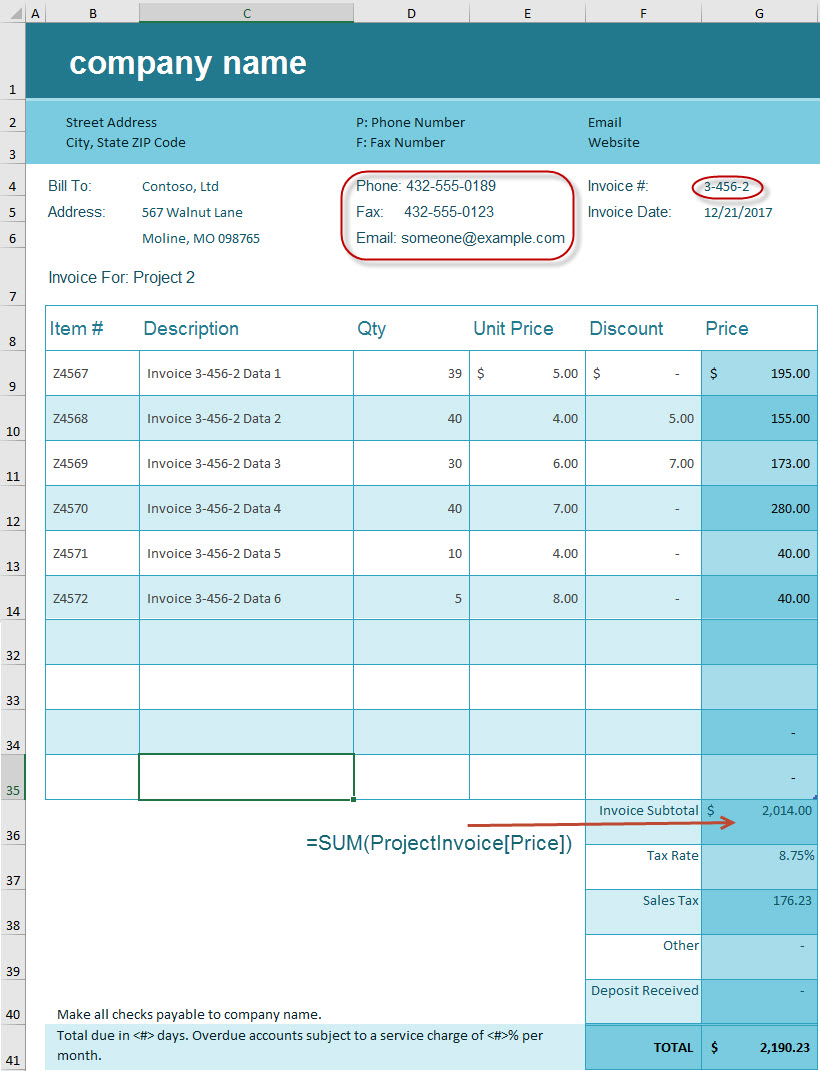 A B C D E F G
1 company name
2 Street Address P: Phone Number Email
3 City, State ZIP Code F: Fax Number Website
4 Bill To: Contoso, Ltd Phone: 432-555-0189 Invoice #: 3-456-2
5 Address: 567 Walnut Lane Fax: 432-555-0123 Invoice Date: 12/21/2017
6 Moline, MO 098765 Email: someone@example.com
7 Invoice For: Project 2
8 Item # Description Qty Unit Price Discount Price
9 Z4567 Invoice 3-456-2 Data 1 39 $ 5.00 $ - $ 195.00
10 Z4568 Invoice 3-456-2 Data 2 40 4.00 5.00 155.00
11 Z4569 Invoice 3-456-2 Data 3 30 6.00 7.00 173.00
12 Z4570 Invoice 3-456-2 Data 4 40 7.00 - 280.00
13 Z4571 Invoice 3-456-2 Data 5 10 4.00 - 40.00
14 Z4572 Invoice 3-456-2 Data 6 5 8.00 - 40.00
32
33
34 -
35 -
36 Invoice Subtotal $ 2,014.00
=SUM(ProjectInvoice[Price])
37 Tax Rate 8.75%
38 Sales Tax 176.23
39 Other -
40 Make all checks payable to company name. Deposit Received -
Total due in <#> days. Overdue accounts subject to a service charge of <#>% per
41 month. TOTAL $ 2,190.23